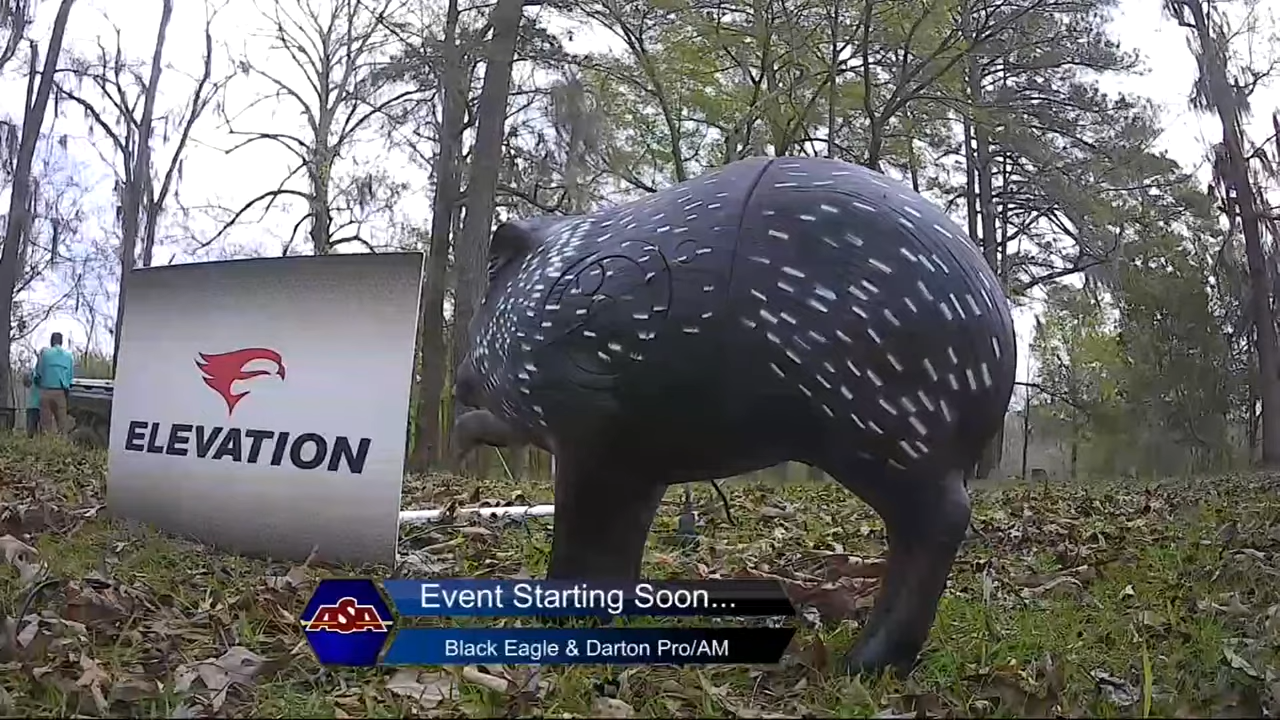 ELEVATION
ASA
Event Starting Soon...
Black Eagle & Darton Pro/AM